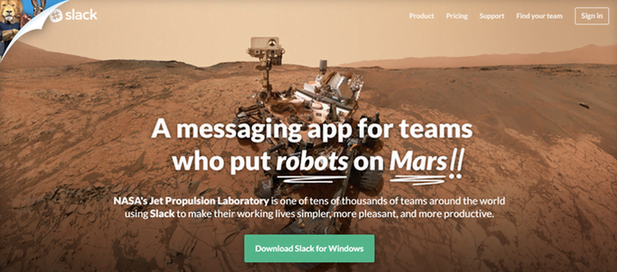 slack
Product Pricing Support Find your team Sign in
A messaging app for teams
who put robots on Mars!!
NASA's Jet Propulsion Laboratory is one of tens of thousands of teams around the world
using Slack to make their working lives simpler, more pleasant, and more productive.
Download Slack for Windows